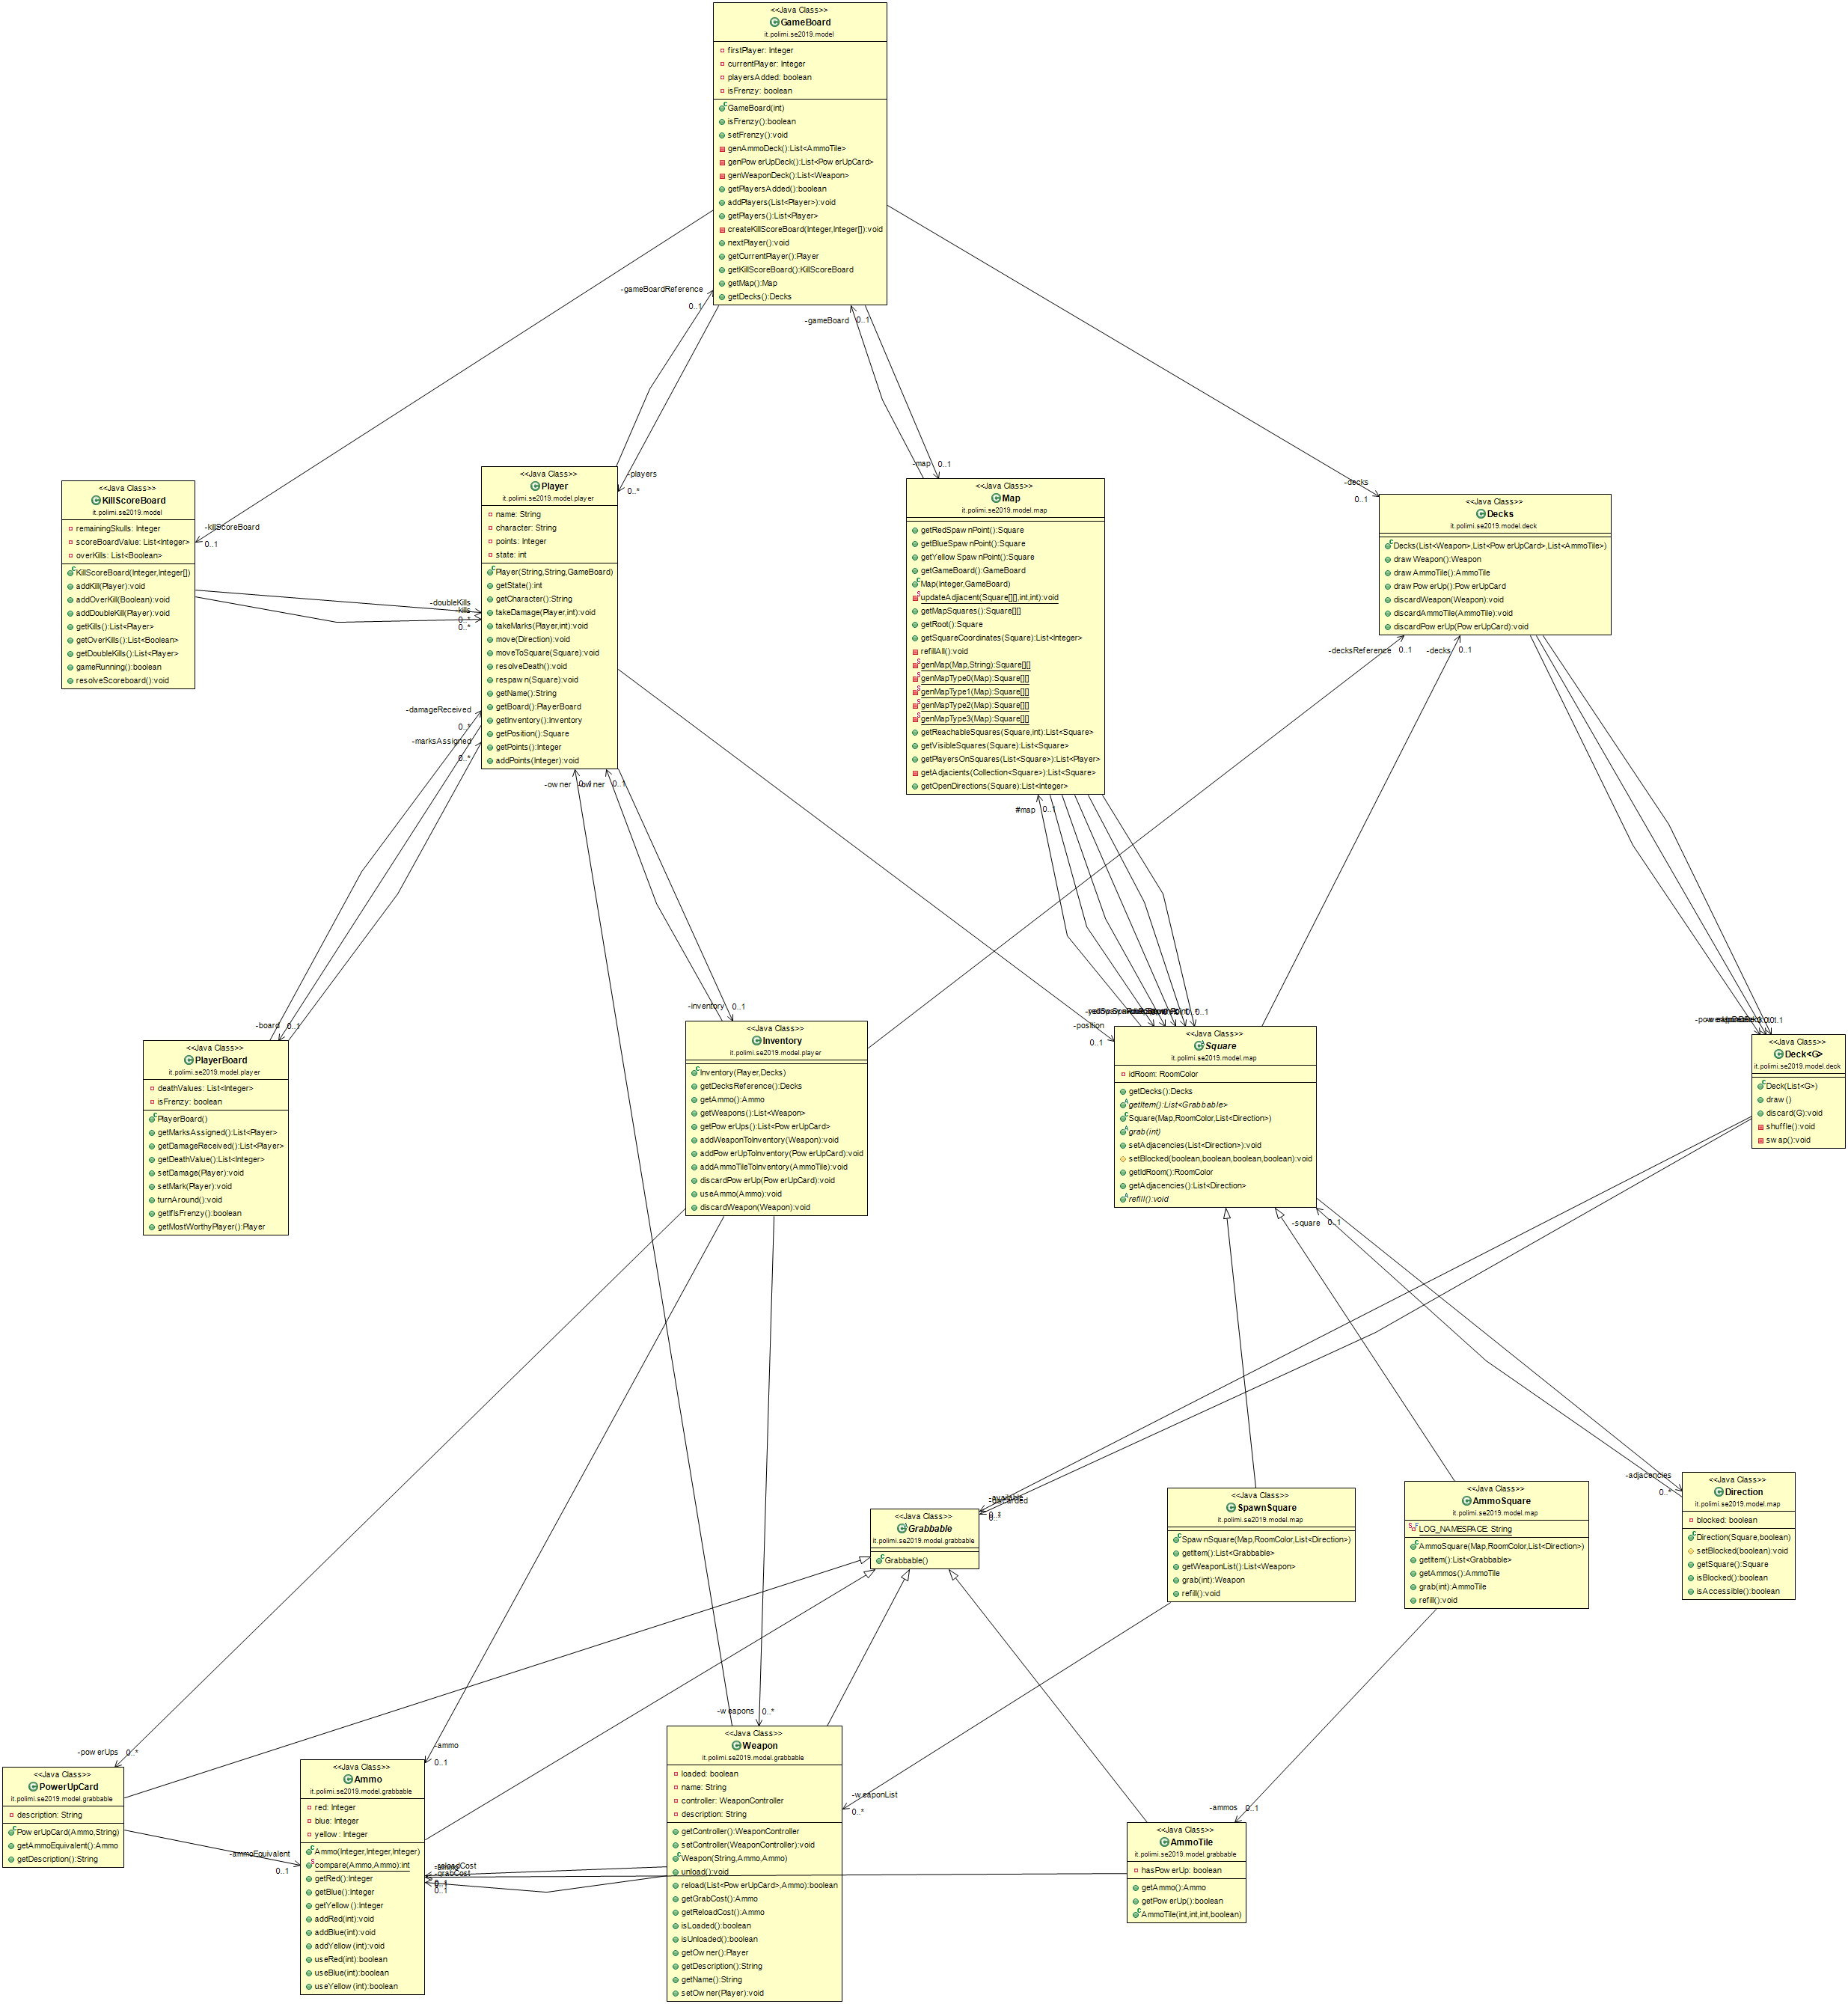 <<Java Class>>
GameBoard
it.polimi.se2019.model
firstPlayer: Integer
currentPlayer: Integer
playersAdded: boolean
isFrenzy: boolean
GameBoard(int)
isFrenzy():boolean
setFrenzy():void
genAmmoDeck():List<AmmoTile>
genPowerUpDeck():List<PowerUpCard>
genWeaponDeck():List<Weapon>
getPlayersAdded():boolean
addPlayers(List<Player>):void
getPlayers():List<Player>
createKillScoreBoard(Integer,Integer[]):void
nextPlayer():void
getCurrentPlayer():Player
getKillScoreBoard():KillScoreBoard
getMap():Map
getDecks():Decks
-gameBoardReference
0..1
-gameBoard 0..1
-players
0..*
-map 0..1
-decks
0..1
-killScoreBoard
0..1
<<Java Class>>
KillScoreBoard
it.polimi.se2019.model
remainingSkulls: Integer
scoreBoardValue: List<Integer>
overKills: List<Boolean>
KillScoreBoard(Integer,Integer[])
addKill(Player):void
addOverKill(Boolean):void
addDoubleKill(Player):void
getKills():List<Player>
getOverKills():List<Boolean>
getDoubleKills():List<Player>
gameRunning():boolean
resolveScoreboard():void
-doubleKills
-kills
0..*
0..*
<<Java Class>>
Player
it.polimi.se2019.model.player
name: String
character: String
points: Integer
state: int
Player(String,String,GameBoard)
getState():int
getCharacter():String
takeDamage(Player,int):void
takeMarks(Player,int):void
move(Direction):void
moveToSquare(Square):void
resolveDeath():void
respawn(Square):void
getName():String
getBoard():PlayerBoard
getInventory():Inventory
getPosition():Square
getPoints():Integer
addPoints(Integer):void
-damageReceived
0..*
-marksAssigned
0..*
-owner 0..1
-owner 0..1
<<Java Class>>
Map
it.polimi.se2019.model.map
getRedSpawnPoint():Square
getBlueSpawnPoint():Square
getYellowSpawnPoint():Square
getGameBoard():GameBoard
Map(Integer,GameBoard)
updateAdjacent(Square[][],int,int):void
getMapSquares():Square[][]
getRoot():Square
getSquareCoordinates(Square):List<Integer>
refillAll():void
genMap(Map,String):Square[][]
genMapType0(Map):Square[][]
genMapType1(Map):Square[][]
genMapType2(Map):Square[][]
genMapType3(Map):Square[][]
getReachableSquares(Square,int):List<Square>
getVisibleSquares(Square):List<Square>
getPlayersOnSquares(List<Square>):List<Player>
getAdjacients(Collection<Square>):List<Square>
getOpenDirections(Square):List<Integer>
#map 0..1
<<Java Class>>
Decks
it.polimi.se2019.model.deck
Decks(List<Weapon>,List<PowerUpCard>,List<AmmoTile>)
drawWeapon():Weapon
drawAmmoTile():AmmoTile
drawPowerUp():PowerUpCard
discardWeapon(Weapon):void
discardAmmoTile(AmmoTile):void
discardPowerUp(PowerUpCard):void
-decksReference 0..1
-decks 0..1
-board 0..1
<<Java Class>>
PlayerBoard
it.polimi.se2019.model.player
deathValues: List<Integer>
isFrenzy: boolean
PlayerBoard()
getMarksAssigned():List<Player>
getDamageReceived():List<Player>
getDeathValue():List<Integer>
setDamage(Player):void
setMark(Player):void
turnAround():void
getIfIsFrenzy():boolean
getMostWorthyPlayer():Player
-inventory 0..1
<<Java Class>>
Inventory
it.polimi.se2019.model.player
Inventory(Player,Decks)
getDecksReference():Decks
getAmmo():Ammo
getWeapons():List<Weapon>
getPowerUps():List<PowerUpCard>
addWeaponToInventory(Weapon):void
addPowerUpToInventory(PowerUpCard):void
addAmmoTileToInventory(AmmoTile):void
discardPowerUp(PowerUpCard):void
useAmmo(Ammo):void
discardWeapon(Weapon):void
-position
0..1
0..1
<<Java Class>>
Square
it.polimi.se2019.model.map
idRoom: RoomColor
getDecks():Decks
getItem():List<Grabbable>
Square(Map,RoomColor,List<Direction>)
grab(int)
setAdjacencies(List<Direction>):void
setBlocked(boolean,boolean,boolean,boolean):void
getIdRoom():RoomColor
getAdjacencies():List<Direction>
refill():void
-square 0..1
<<Java Class>>
Deck<G>
it.polimi.se2019.model.deck
Deck(List<G>)
draw()
discard(G):void
shuffle():void
swap():void
-available
-discarded
0..*
<<Java Class>>
Grabbable
it.polimi.se2019.model.grabbable
Grabbable()
<<Java Class>>
SpawnSquare
it.polimi.se2019.model.map
SpawnSquare(Map,RoomColor,List<Direction>)
getItem():List<Grabbable>
getWeaponList():List<Weapon>
grab(int):Weapon
refill():void
<<Java Class>>
AmmoSquare
it.polimi.se2019.model.map
LOG_NAMESPACE: String
AmmoSquare(Map,RoomColor,List<Direction>)
getItem():List<Grabbable>
getAmmos():AmmoTile
grab(int):AmmoTile
refill():void
-adjacencies
0..*
<<Java Class>>
Direction
it.polimi.se2019.model.map
blocked: boolean
Direction(Square,boolean)
setBlocked(boolean):void
getSquare():Square
isBlocked():boolean
isAccessible():boolean
-powerUps 0..*
<<Java Class>>
PowerUpCard
it.polimi.se2019.model.grabbable
description: String
PowerUpCard(Ammo,String)
getAmmoEquivalent():Ammo
getDescription():String
-ammoEquivalent
0..1
-ammo
0..1
<<Java Class>>
Ammo
it.polimi.se2019.model.grabbable
red: Integer
blue: Integer
yellow: Integer
Ammo(Integer,Integer,Integer)
compare(Ammo,Ammo):int
getRed():Integer
getBlue():Integer
getYellow():Integer
addRed(int):void
addBlue(int):void
addYellow(int):void
useRed(int):boolean
useBlue(int):boolean
useYellow(int):boolean
-reloadCost
-grabCost
0..1
0..1
-weapons 0..*
<<Java Class>>
Weapon
it.polimi.se2019.model.grabbable
loaded: boolean
name: String
controller: WeaponController
description: String
getController():WeaponController
setController(WeaponController):void
Weapon(String,Ammo,Ammo)
unload():void
reload(List<PowerUpCard>,Ammo):boolean
getGrabCost():Ammo
getReloadCost():Ammo
isLoaded():boolean
isUnloaded():boolean
getOwner():Player
getDescription():String
getName():String
setOwner(Player):void
-weaponList
0..*
-ammos 0..1
<<Java Class>>
AmmoTile
it.polimi.se2019.model.grabbable
hasPowerUp: boolean
getAmmo():Ammo
getPowerUp():boolean
AmmoTile(int,int,int,boolean)